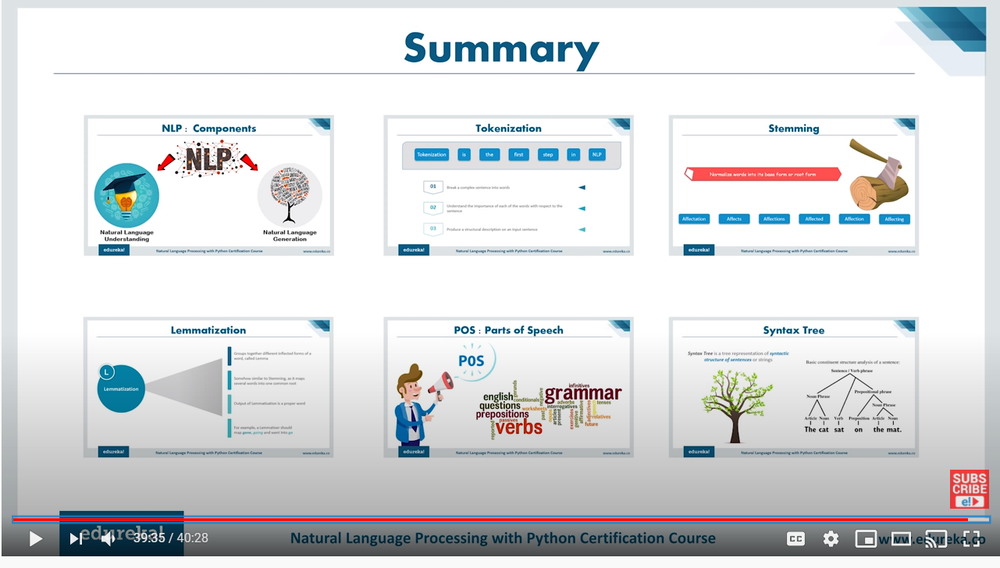 Summary
NLP : Components
NLP
Natural Language
Understanding
Natural Language
Generation
edureka!
Natural Language Processing with Python Certification Course
www.edureka.co
Tokenization
Tokenization is the first step in NLP
01
Break a complex sentence into words
02
Understand the importance of each of the words with respect to the
sentence
03
Produce a structural description on an input sentence
edureka!
Natural Language Processing with Python Certification Course
www.edureka.co
Stemming
Normalize words into its base form or root form
Affectation Affects Affections Affected Affection Affecting
edureka!
Natural Language Processing with Python Certification Course
www.edureka.co
Lemmatization
L
Lemmatization
Groups together different inflected forms of a
word, called Lemma
Somehow similar to Stemming, as it maps
several words into one common root
Output of Lemmatisation is a proper word
For example, a Lemmatiser should
map gone, going and went into go
edureka!
Natural Language Processing with Python Certification Course
www.edureka.co
POS : Parts of Speech
POS
infinitives
grammar
english
gerunds
conditionals
negative
adverbs
tenses
questions
worksheets
interrogatives
prepositions
passives
relatives
verbs
reported
past
articles
present
exercises
affirmative
adjectives
future
edureka!
Natural Language Processing with Python Certification Course
www.edureka.co
Syntax Tree
Syntax Tree is a tree representation of syntactic
structure of sentences or strings
Basic constituent structure analysis of a sentence:
Sentence / Verb phrase
Prepositional phrase
Noun Phrase
Noun Phrase
Article Noun Verb Preposition Article Noun
The cat sat on the mat.
edureka!
Natural Language Processing with Python Certification Course
www.edureka.co
SUBS
CRIBE
e!
edureka!
39:35 / 40:28
Natural Language Processing with Python Certification Course
CC
www.edureka.co